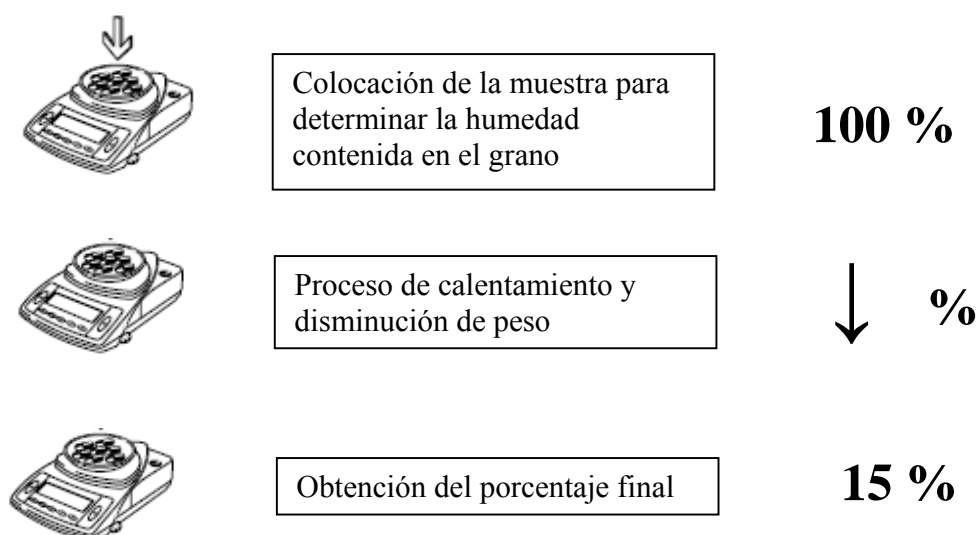 Colocación de la muestra para
determinar la humedad
contenida en el grano
100 %
Proceso de calentamiento y
disminución de peso
↓ %
Obtención del porcentaje final
15 %